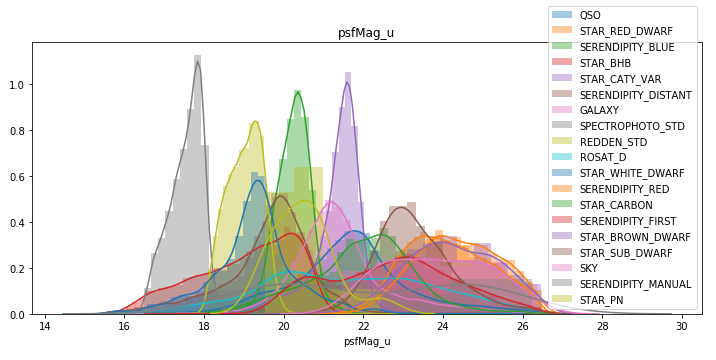 psfMag_u
QSO
STAR_RED_DWARF
SERENDIPITY_BLUE
STAR_BHB
STAR_CATY_VAR
SERENDIPITY_DISTANT
GALAXY
SPECTROPHOTO_STD
REDDEN_STD
ROSAT_D
STAR_WHITE_DWARF
SERENDIPITY_RED
STAR_CARBON
SERENDIPITY_FIRST
STAR_BROWN_DWARF
STAR_SUB_DWARF
SKY
SERENDIPITY_MANUAL
STAR_PN
1.0
0.8
0.6
0.4
0.2
0.0
14 16 18 20 22 24 26 28 30
psfMag_u